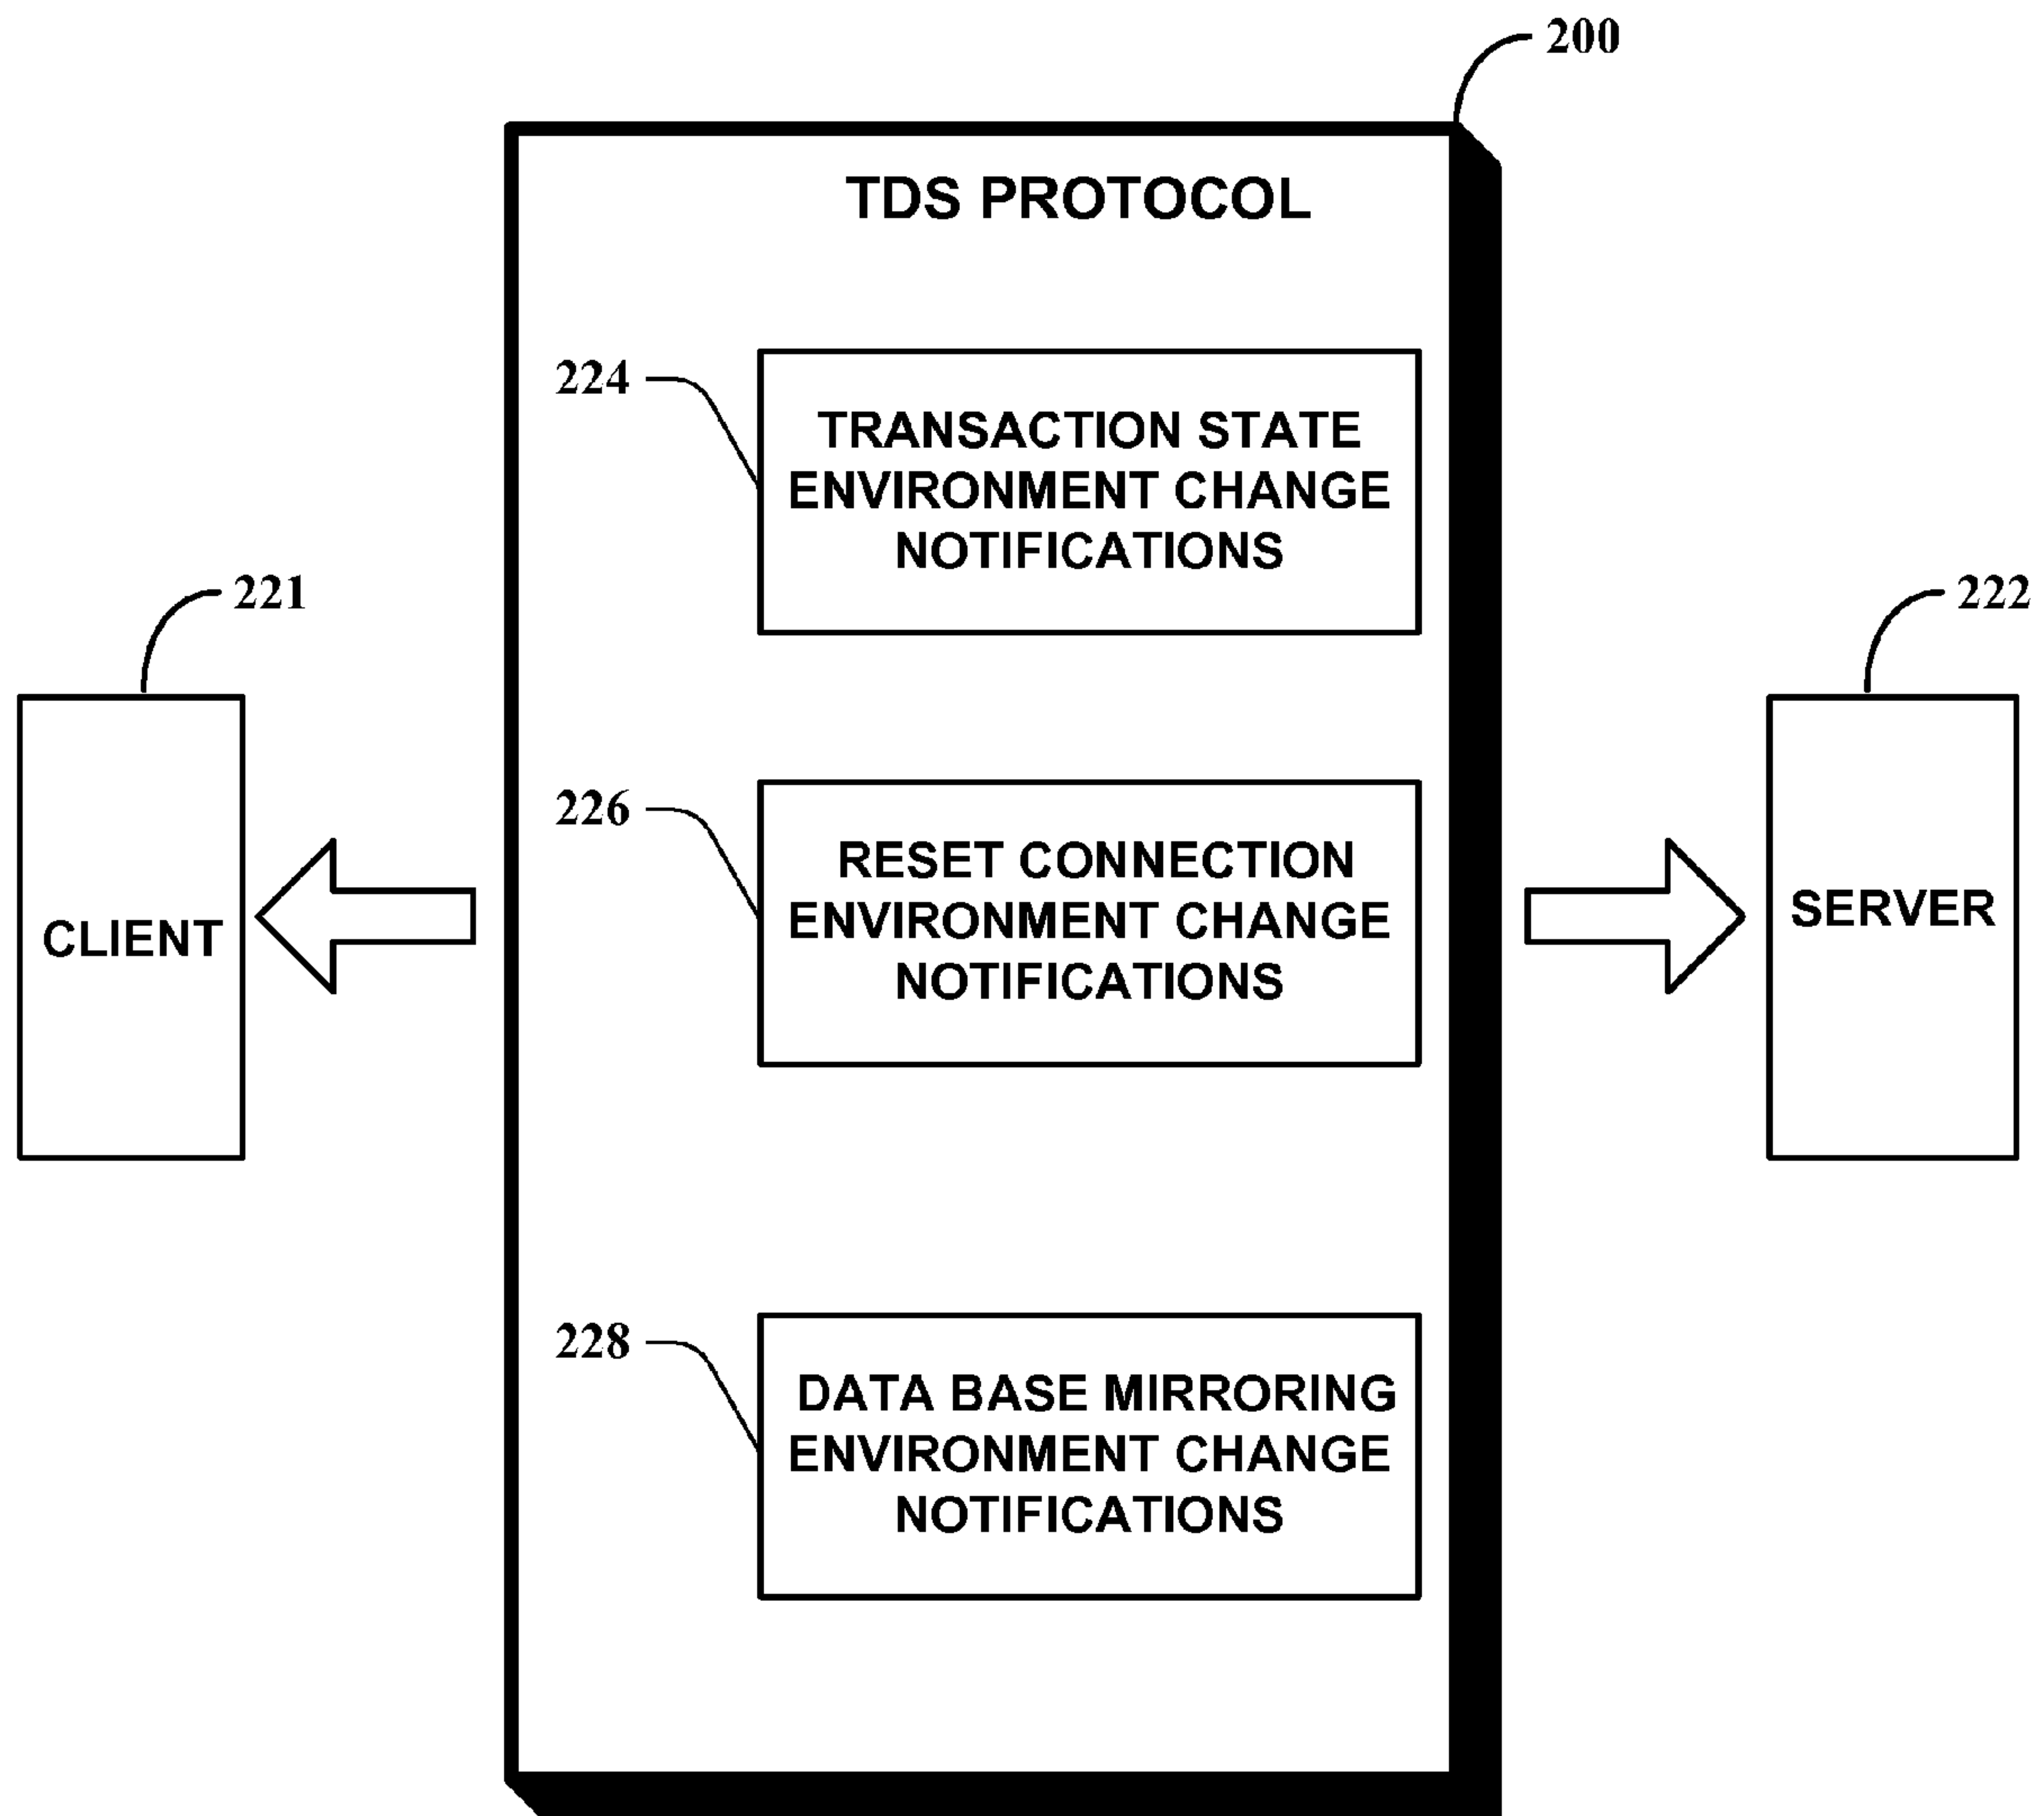 200
TDS PROTOCOL
224
TRANSACTION STATE
ENVIRONMENT CHANGE
NOTIFICATIONS
221
222
226
RESET CONNECTION
ENVIRONMENT CHANGE
NOTIFICATIONS
CLIENT
SERVER
228
DATA BASE MIRRORING
ENVIRONMENT CHANGE
NOTIFICATIONS